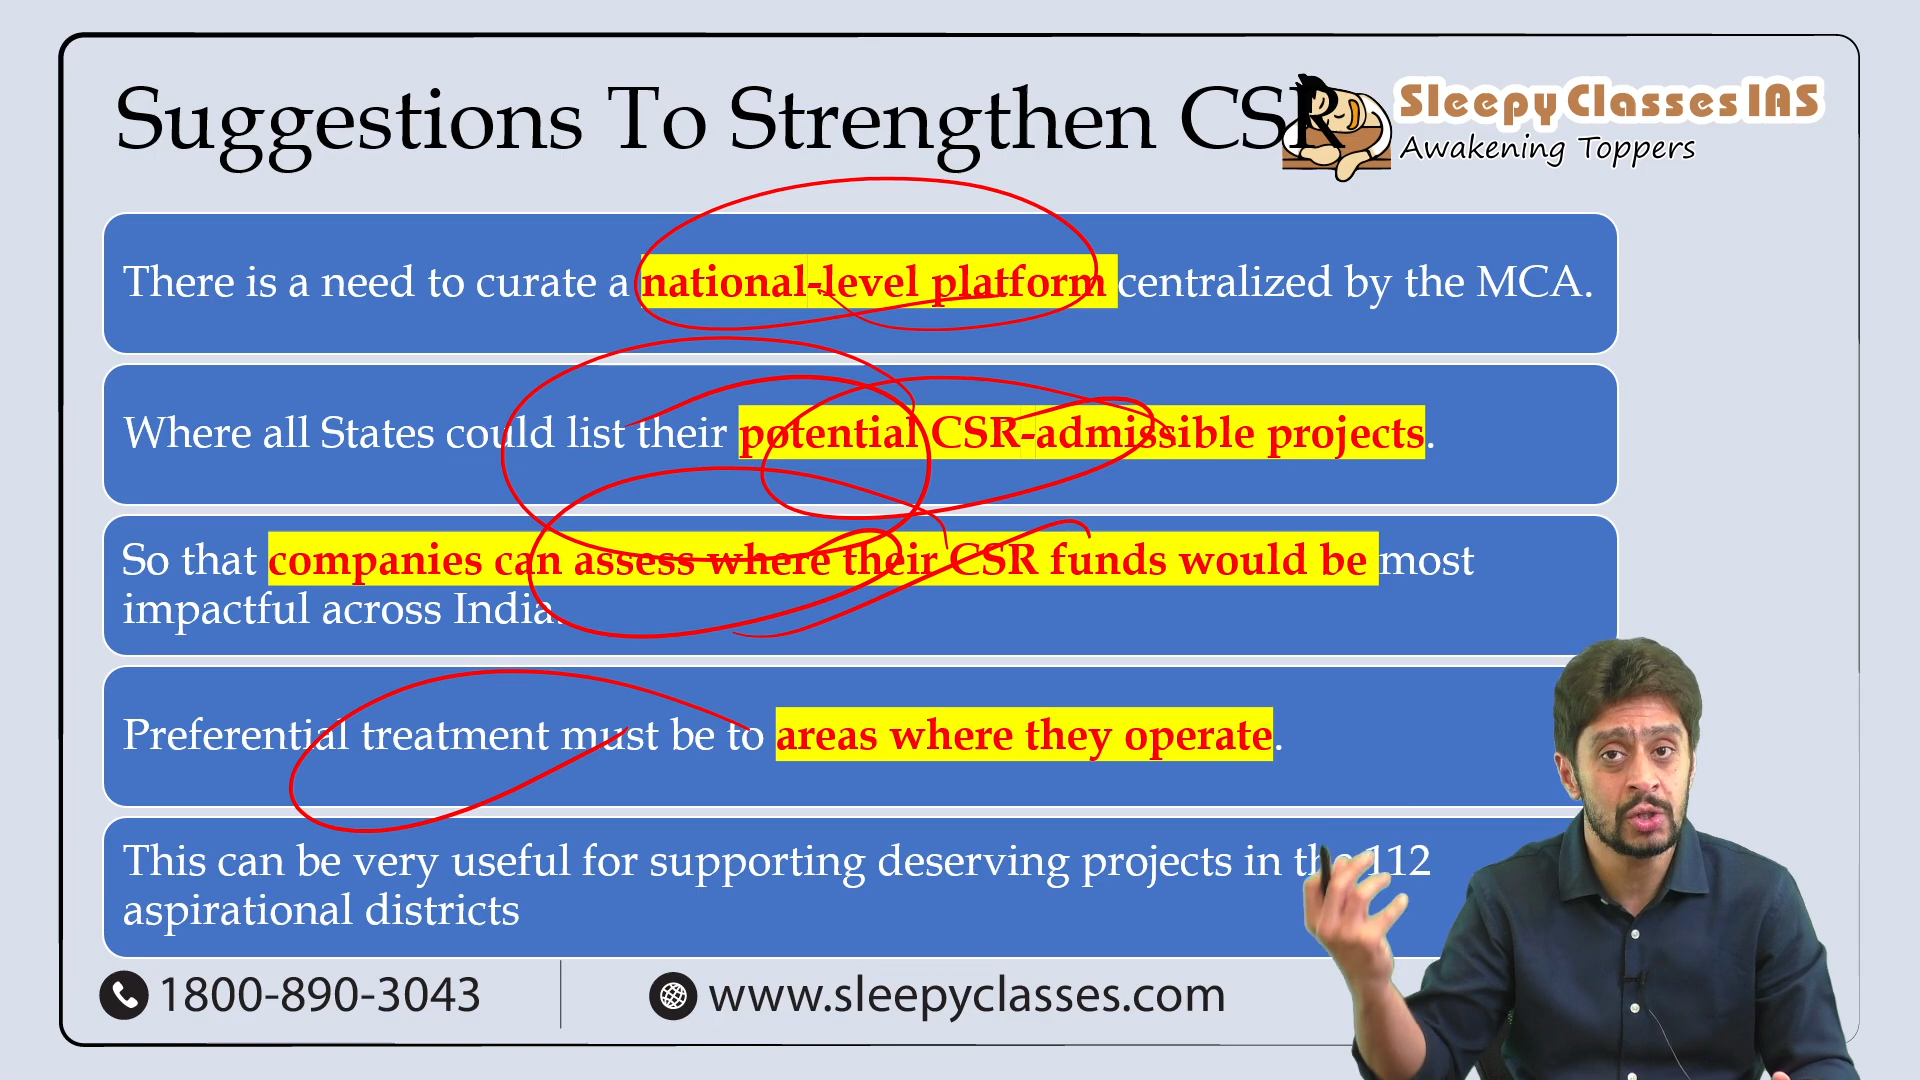 Suggestions To Strengthen CSR
Sleepy Classes IAS
Awakening Toppers
There is a need to curate a national-level platform centralized by the MCA.
Where all States could list their potential CSR-admissible projects.
So that companies can assess where their CSR funds would be most
impactful across India.
Preferential treatment must be to areas where they operate.
This can be very useful for supporting deserving projects in the 112
aspirational districts
1800-890-3043
www.sleepyclasses.com